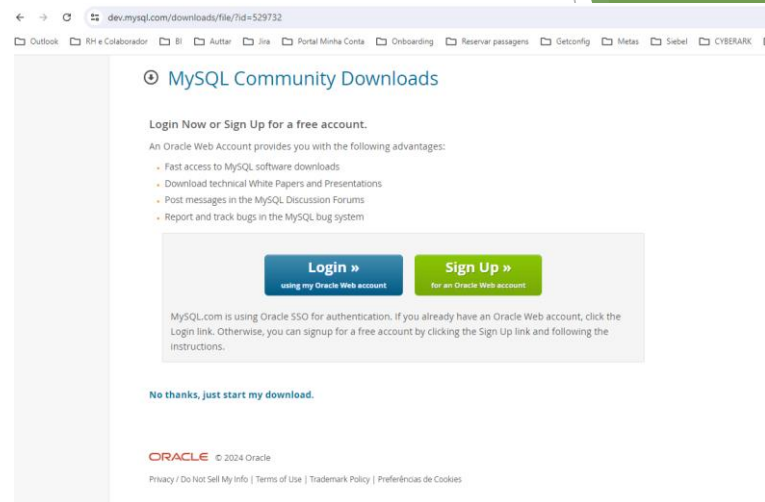 dev.mysql.com/downloads/file/?id=529732
Outlook RH e Colaborador BI Auttar Jira Portal Minha Conta Onboarding Reservar passagens Getconfig Metas Siebel CYBERARK
MySQL Community Downloads
Login Now or Sign Up for a free account.
An Oracle Web Account provides you with the following advantages:
Fast access to MySQL software downloads
Download technical White Papers and Presentations
Post messages in the MySQL Discussion Forums
Report and track bugs in the MySQL bug system
Login » Sign Up »
using my Oracle Web account for an Oracle Web account
MySQL.com is using Oracle SSO for authentication. If you already have an Oracle Web account, click the
Login link. Otherwise, you can signup for a free account by clicking the Sign Up link and following the
instructions.
No thanks, just start my download.
ORACLE © 2024 Oracle
Privacy / Do Not Sell My Info | Terms of Use | Trademark Policy | Preferências de Cookies